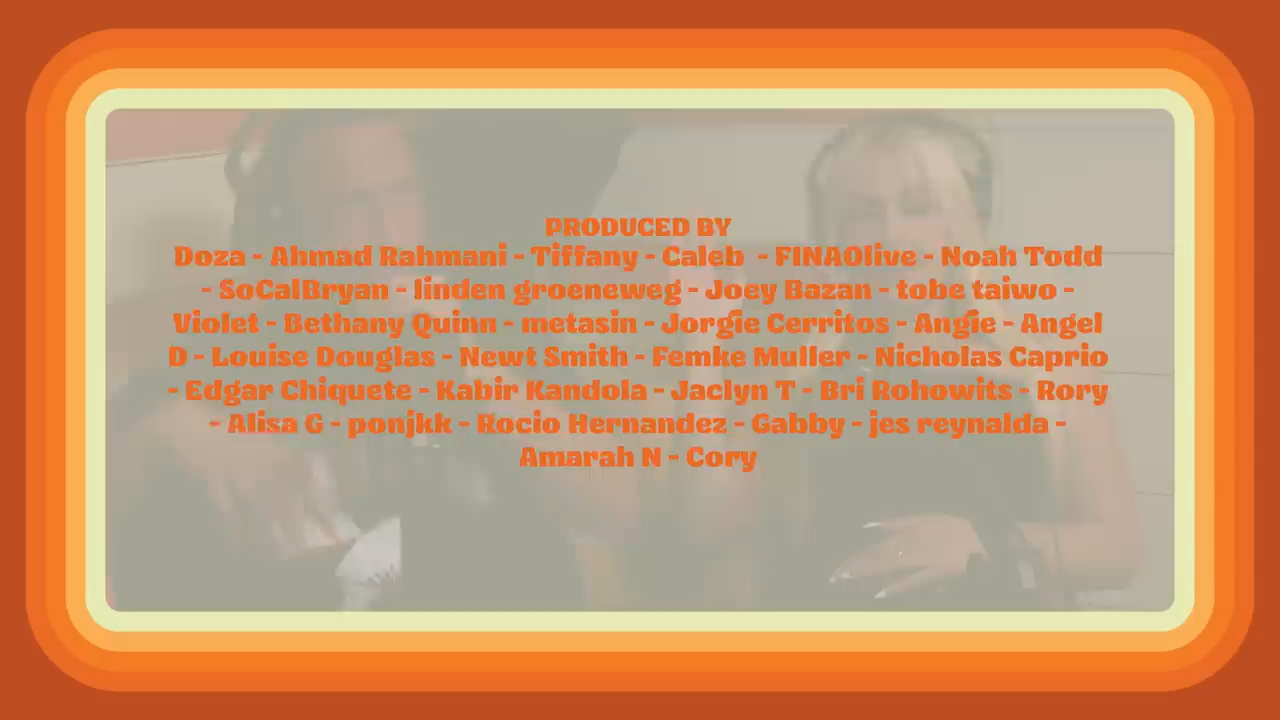 PRODUCED BY
Doza - Ahmad Rahmani - Tiffany - Caleb - FINAOlive - Noah Todd
- SoCalBryan - linden groeneweg - Joey Bazan - tobe taiwo -
Violet - Bethany Quinn - metasin - Jorgie Cerritos - Angie - Angel
D - Louise Douglas - Newt Smith - Femke Muller - Nicholas Caprio
- Edgar Chiquete - Kabir Kandola - Jaclyn T - Bri Rohowits - Rory
- Alisa G - ponjkk - Rocio Hernandez - Gabby - jes reynalda -
Amarah N - Cory